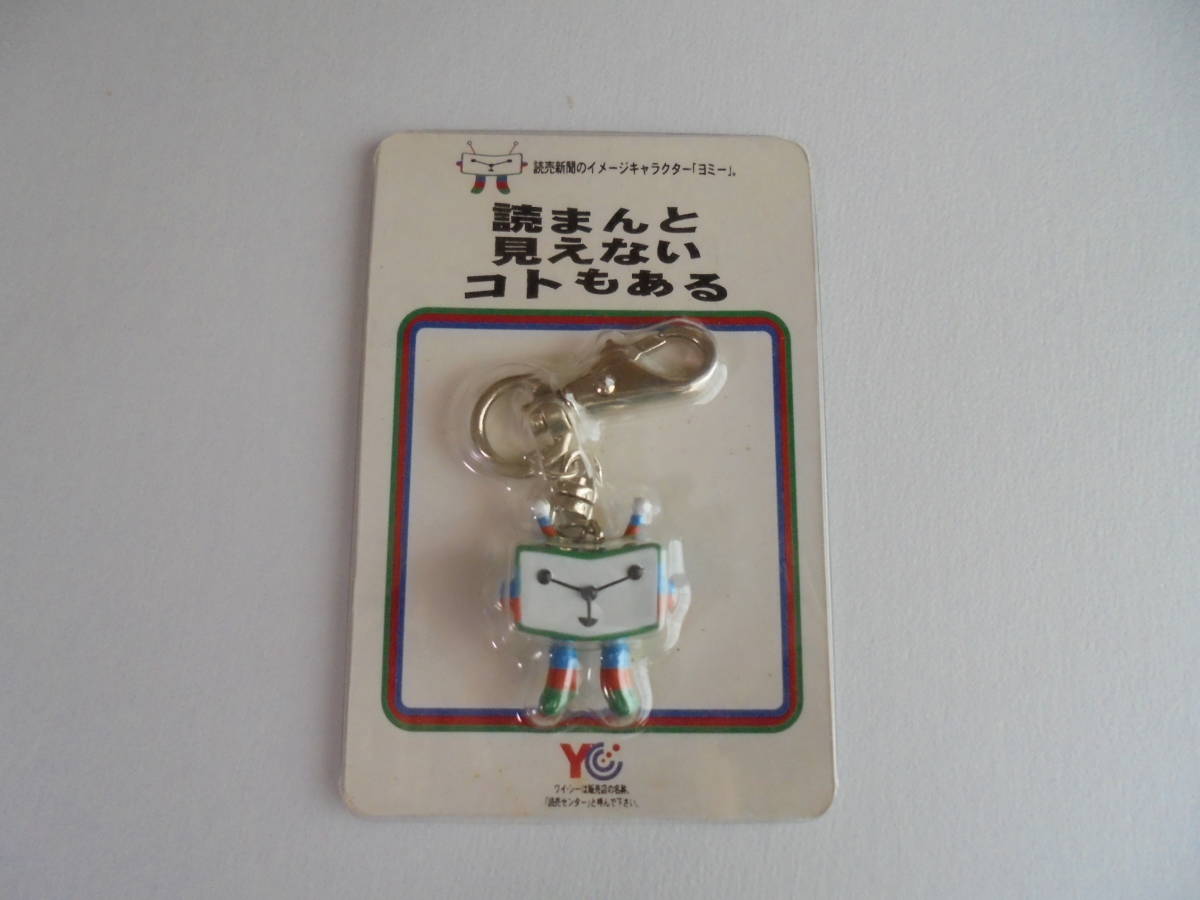 読売新聞のイメージキャラクター「ヨミー」。
読まんと
見えない
コトもある
YC
ワイ・シーは販売店の名称、
「読売センター」と呼んで下さい。